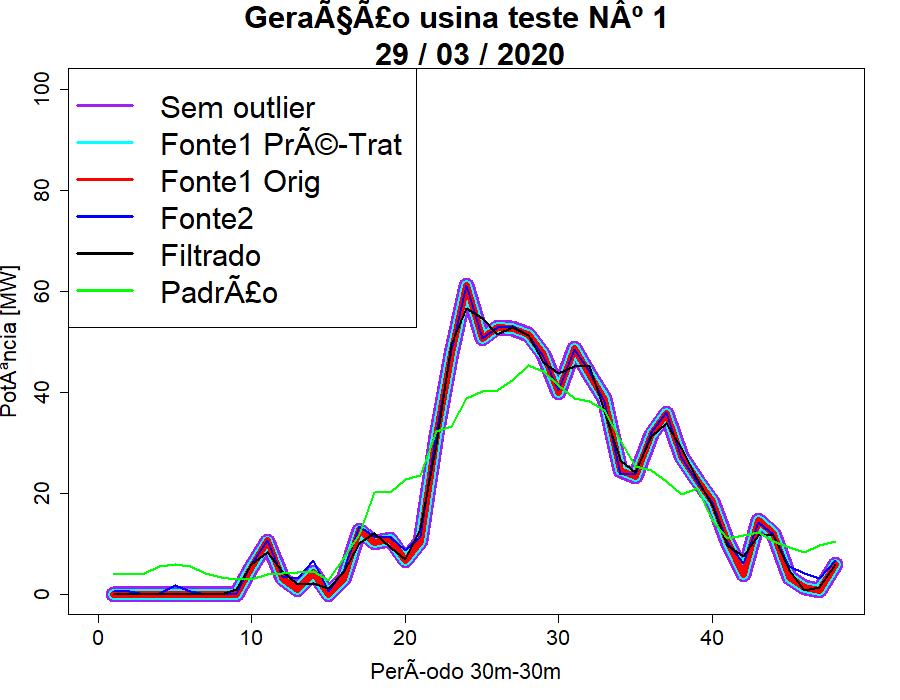 GeraÃ§Ã£o usina teste NÂº 1
29 / 03 / 2020
Sem outlier
Fonte1 PrÃ©-Trat
Fonte1 Orig
Fonte2
Filtrado
PadrÃ£o
PotÃªncia [MW]
100
80
60
40
20
0
0 10 20 30 40
PerÃ-odo 30m-30m